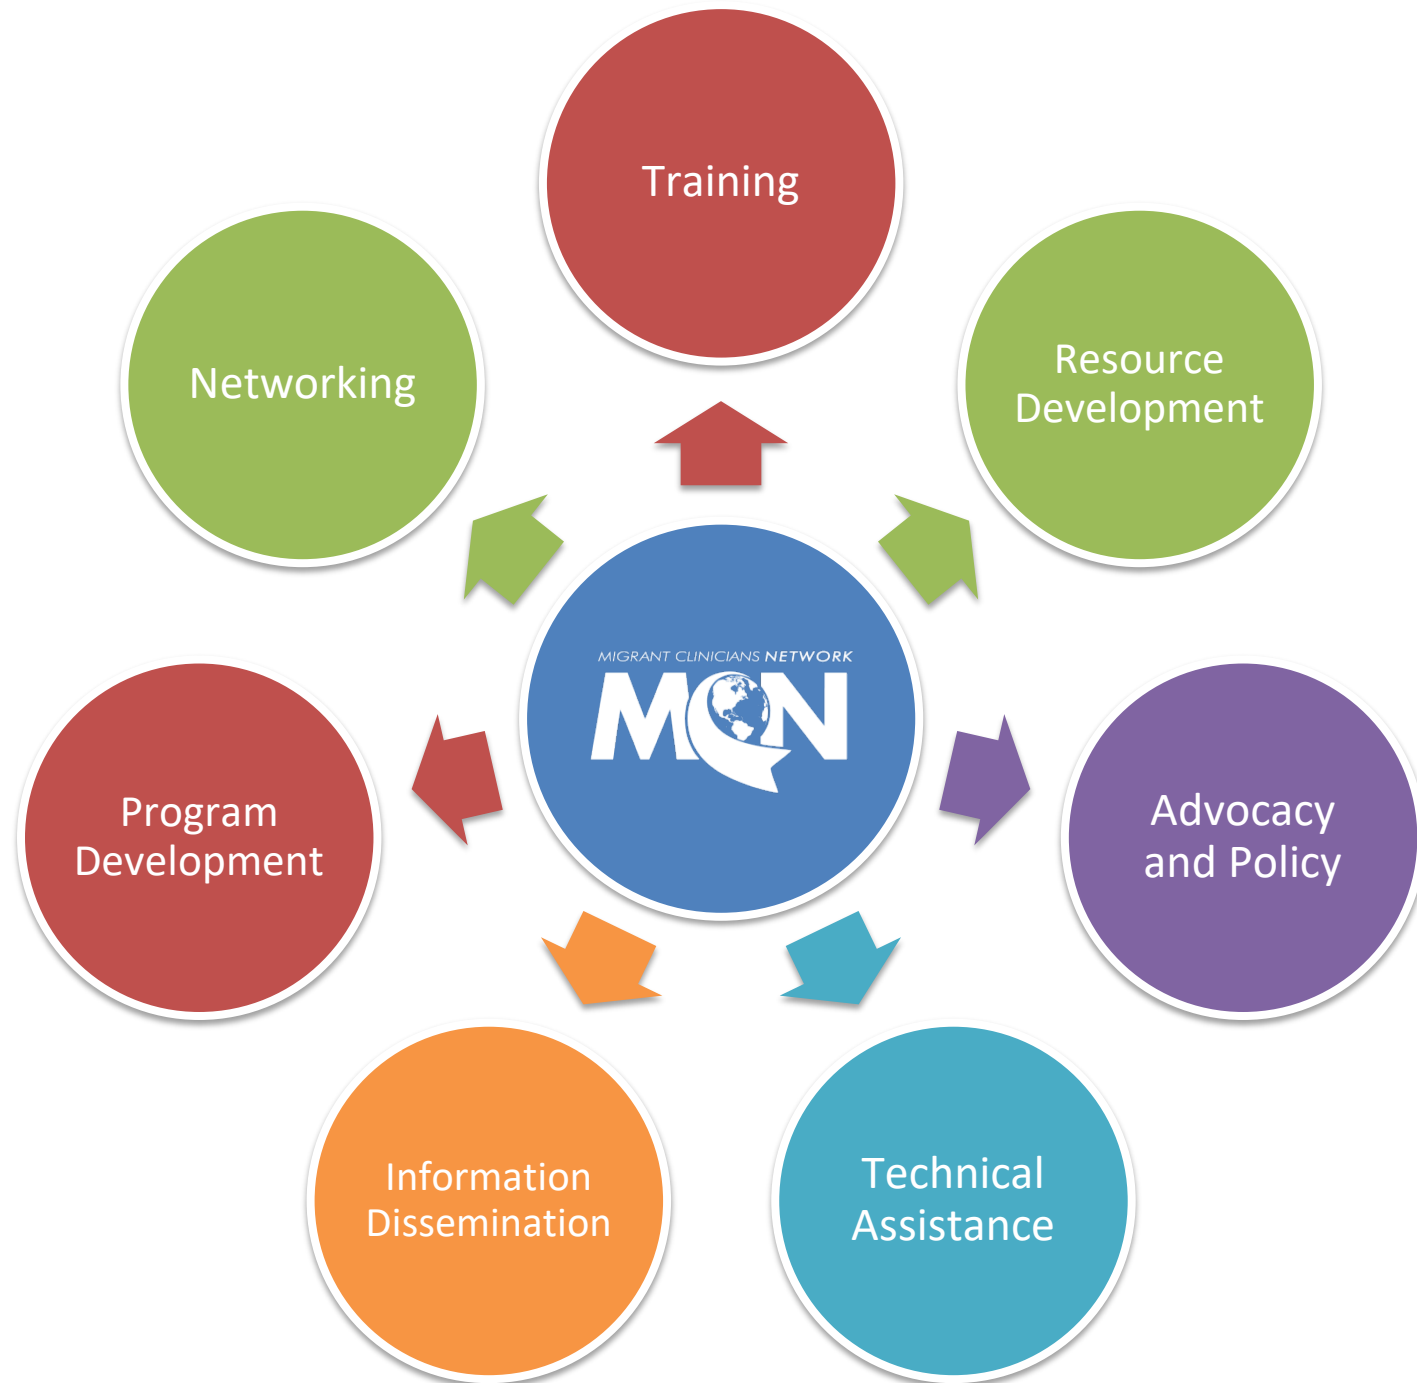 Training
Resource
Development
Advocacy
and Policy
Technical
Assistance
Information
Dissemination
Program
Development
Networking
MIGRANT CLINICIANS NETWORK
MCN